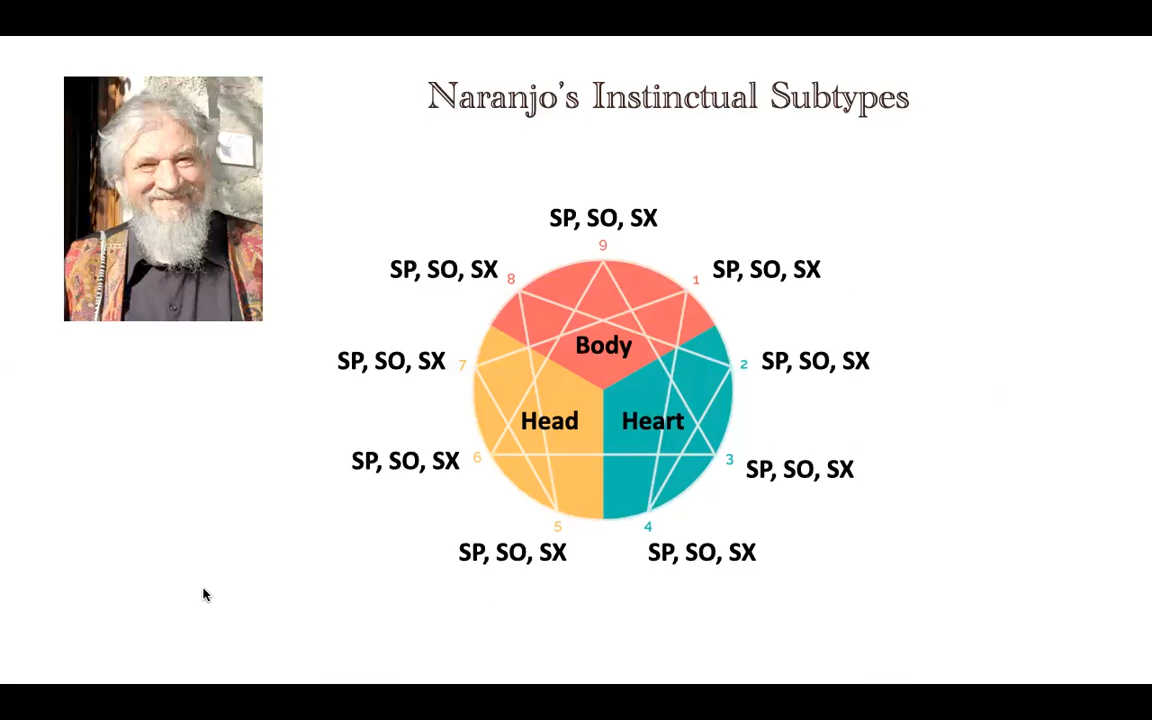 Naranjo's Instinctual Subtypes
SP, SO, SX
9
SP, SO, SX 8
1 SP, SO, SX
Body
SP, SO, SX 7
2 SP, SO, SX
Head
Heart
SP, SO, SX 6
3 SP, SO, SX
5
4
SP, SO, SX
SP, SO, SX